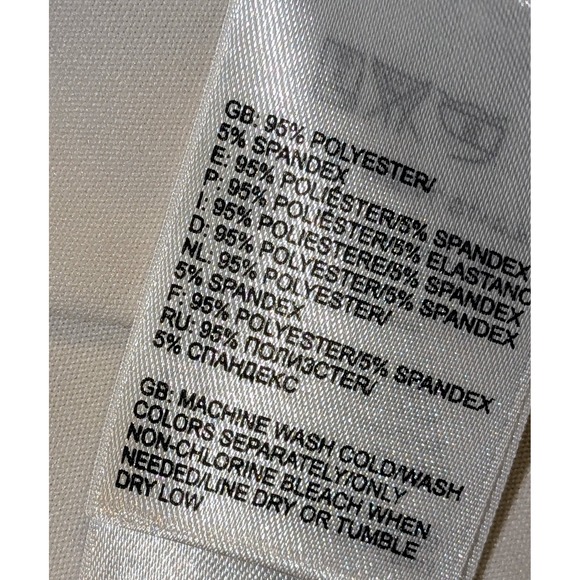 GB: 95% POLYESTER/
5% SPANDEX
E: 95% POLIÉSTER/5% SPANDEX
P: 95% POLIÉSTER/5% ELASTANO
I: 95% POLIESTERE/5% SPANDEX
D: 95% POLYESTER/5% SPANDEX
NL: 95% POLYESTER/
5% SPANDEX
F: 95% POLYESTER/5% SPANDEX
RU: 95% ПОЛИЭСТЕР/
5% СПАНДЕКС
GB: MACHINE WASH COLD/WASH
COLORS SEPARATELY/ONLY
NON-CHLORINE BLEACH WHEN
NEEDED/LINE DRY OR TUMBLE
DRY LOW